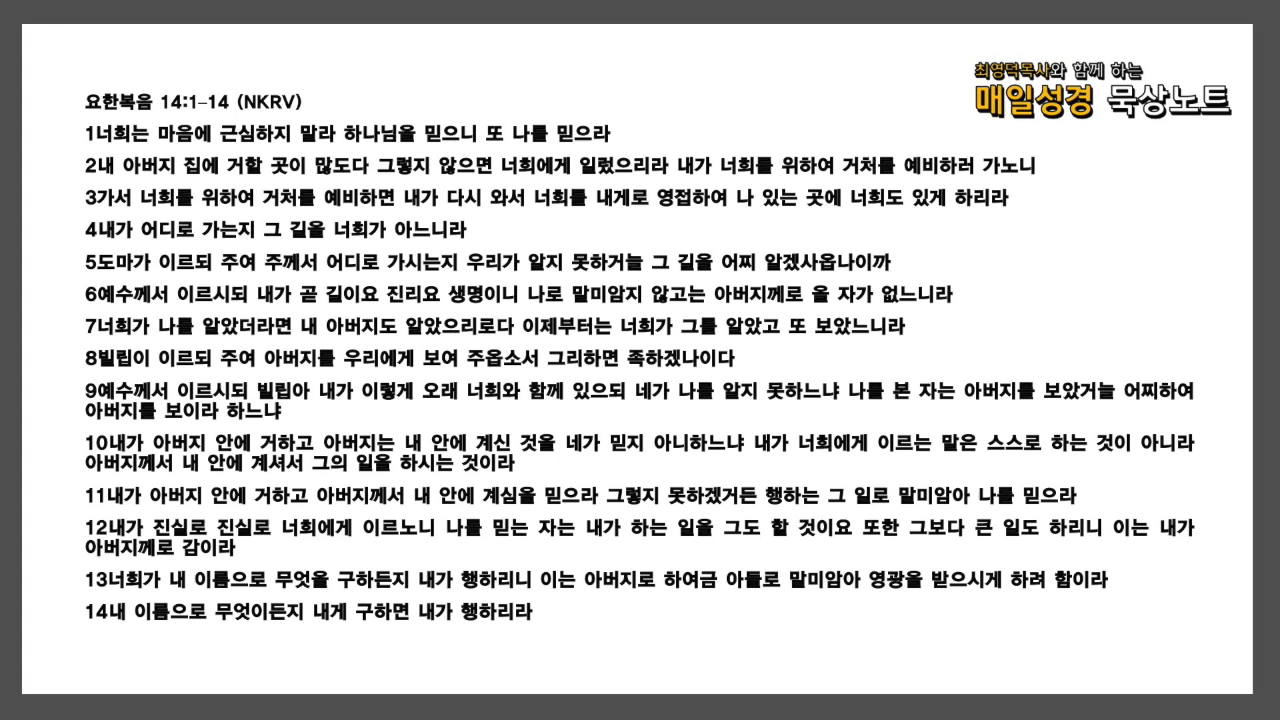 최영덕목사와 함께 하는
매일성경 묵상노트
요한복음 14:1-14 (NKRV)
1너희는 마음에 근심하지 말라 하나님을 믿으니 또 나를 믿으라
2내 아버지 집에 거할 곳이 많도다 그렇지 않으면 너희에게 일렀으리라 내가 너희를 위하여 거처를 예비하러 가노니
3가서 너희를 위하여 거처를 예비하면 내가 다시 와서 너희를 내게로 영접하여 나 있는 곳에 너희도 있게 하리라
4내가 어디로 가는지 그 길을 너희가 아느니라
5도마가 이르되 주여 주께서 어디로 가시는지 우리가 알지 못하거늘 그 길을 어찌 알겠사옵나이까
6예수께서 이르시되 내가 곧 길이요 진리요 생명이니 나로 말미암지 않고는 아버지께로 올 자가 없느니라
7너희가 나를 알았더라면 내 아버지도 알았으리로다 이제부터는 너희가 그를 알았고 또 보았느니라
8빌립이 이르되 주여 아버지를 우리에게 보여 주옵소서 그리하면 족하겠나이다
9예수께서 이르시되 빌립아 내가 이렇게 오래 너희와 함께 있으되 네가 나를 알지 못하느냐 나를 본 자는 아버지를 보았거늘 어찌하여
아버지를 보이라 하느냐
10내가 아버지 안에 거하고 아버지는 내 안에 계신 것을 네가 믿지 아니하느냐 내가 너희에게 이르는 말은 스스로 하는 것이 아니라
아버지께서 내 안에 계셔서 그의 일을 하시는 것이라
11내가 아버지 안에 거하고 아버지께서 내 안에 계심을 믿으라 그렇지 못하겠거든 행하는 그 일로 말미암아 나를 믿으라
12내가 진실로 진실로 너희에게 이르노니 나를 믿는 자는 내가 하는 일을 그도 할 것이요 또한 그보다 큰 일도 하리니 이는 내가
아버지께로 감이라
13너희가 내 이름으로 무엇을 구하든지 내가 행하리니 이는 아버지로 하여금 아들로 말미암아 영광을 받으시게 하려 함이라
14내 이름으로 무엇이든지 내게 구하면 내가 행하리라